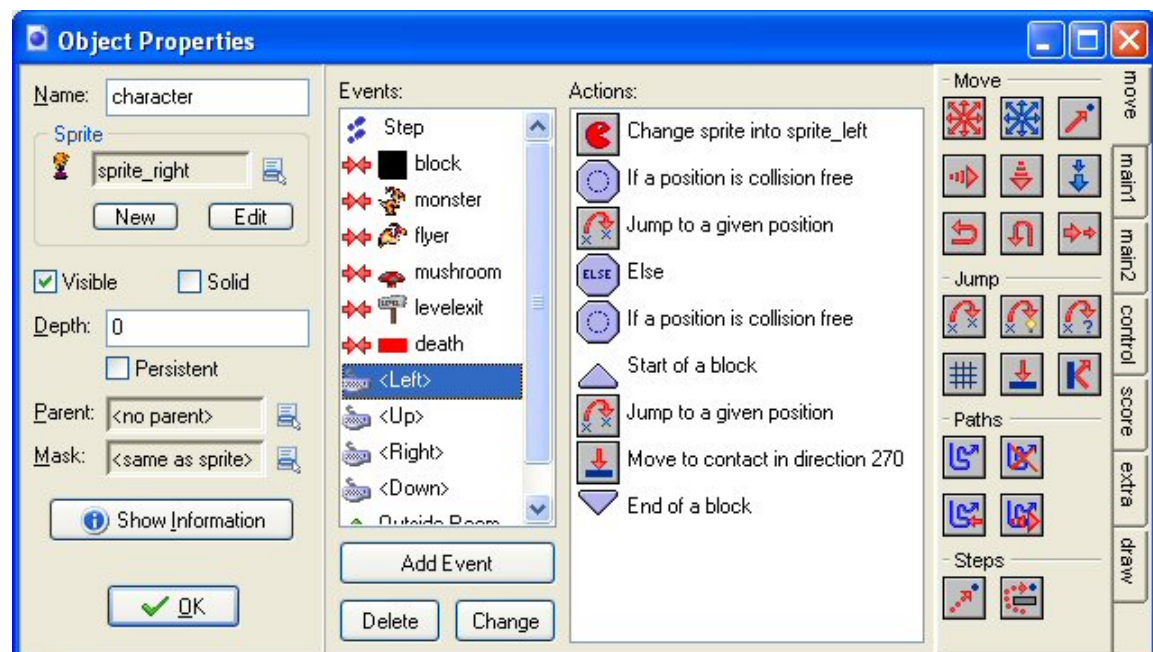 Object Properties
Name:
character
Sprite
sprite_right
New
Edit
Visible
Solid
Depth:
0
Persistent
Parent:
<no parent>
Mask:
<same as sprite>
Show Information
OK
Events:
Step
block
monster
flyer
mushroom
levelexit
death
<Left>
<Up>
<Right>
<Down>
Outside Room
Add Event
Delete
Change
Actions:
Change sprite into sprite_left
If a position is collision free
Jump to a given position
ELSE
Else
If a position is collision free
Start of a block
Jump to a given position
Move to contact in direction 270
End of a block
Move
Jump
?
Paths
Steps
move
main1
main2
control
score
extra
draw